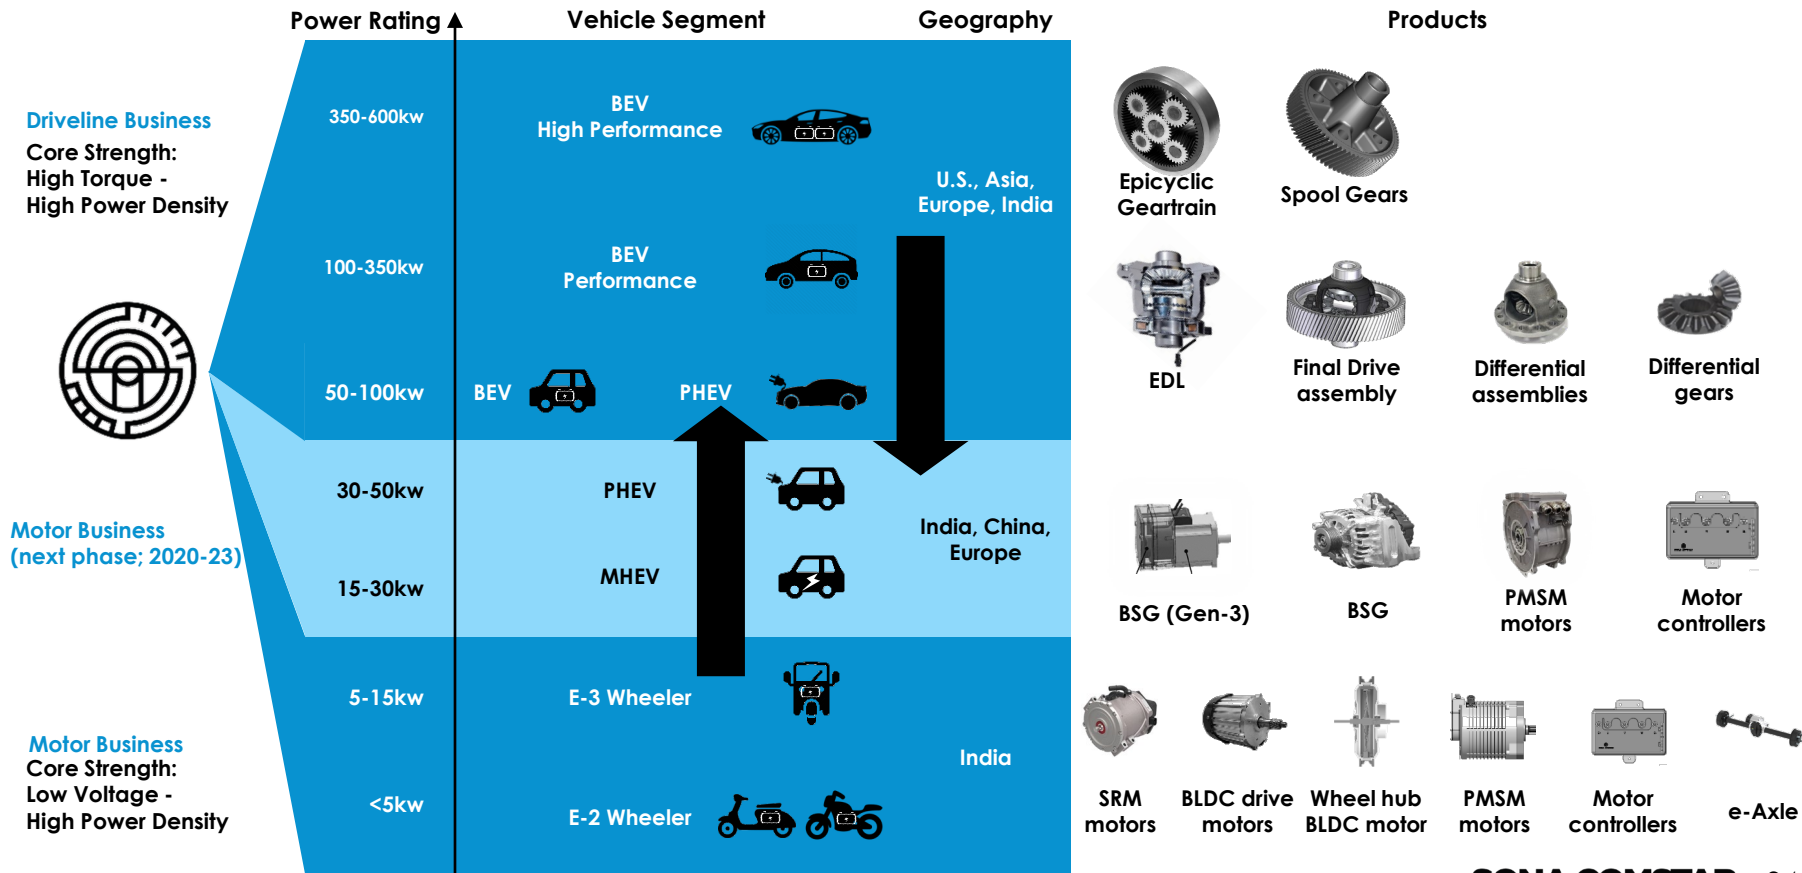 Power Rating
Vehicle Segment
Geography
Products
Driveline Business
Core Strength:
High Torque -
High Power Density
350-600kw
BEV
High Performance
U.S., Asia,
Europe, India
100-350kw
BEV
Performance
50-100kw
BEV
PHEV
Epicyclic
Geartrain
Spool Gears
EDL
Final Drive
assembly
Differential
assemblies
Differential
gears
Motor Business
(next phase; 2020-23)
30-50kw
PHEV
15-30kw
MHEV
India, China,
Europe
BSG (Gen-3)
BSG
PMSM
motors
Motor
controllers
Motor Business
Core Strength:
Low Voltage -
High Power Density
5-15kw
E-3 Wheeler
<5kw
E-2 Wheeler
India
SRM
motors
BLDC drive
motors
Wheel hub
BLDC motor
PMSM
motors
Motor
controllers
e-Axle
SONA COMSTAR